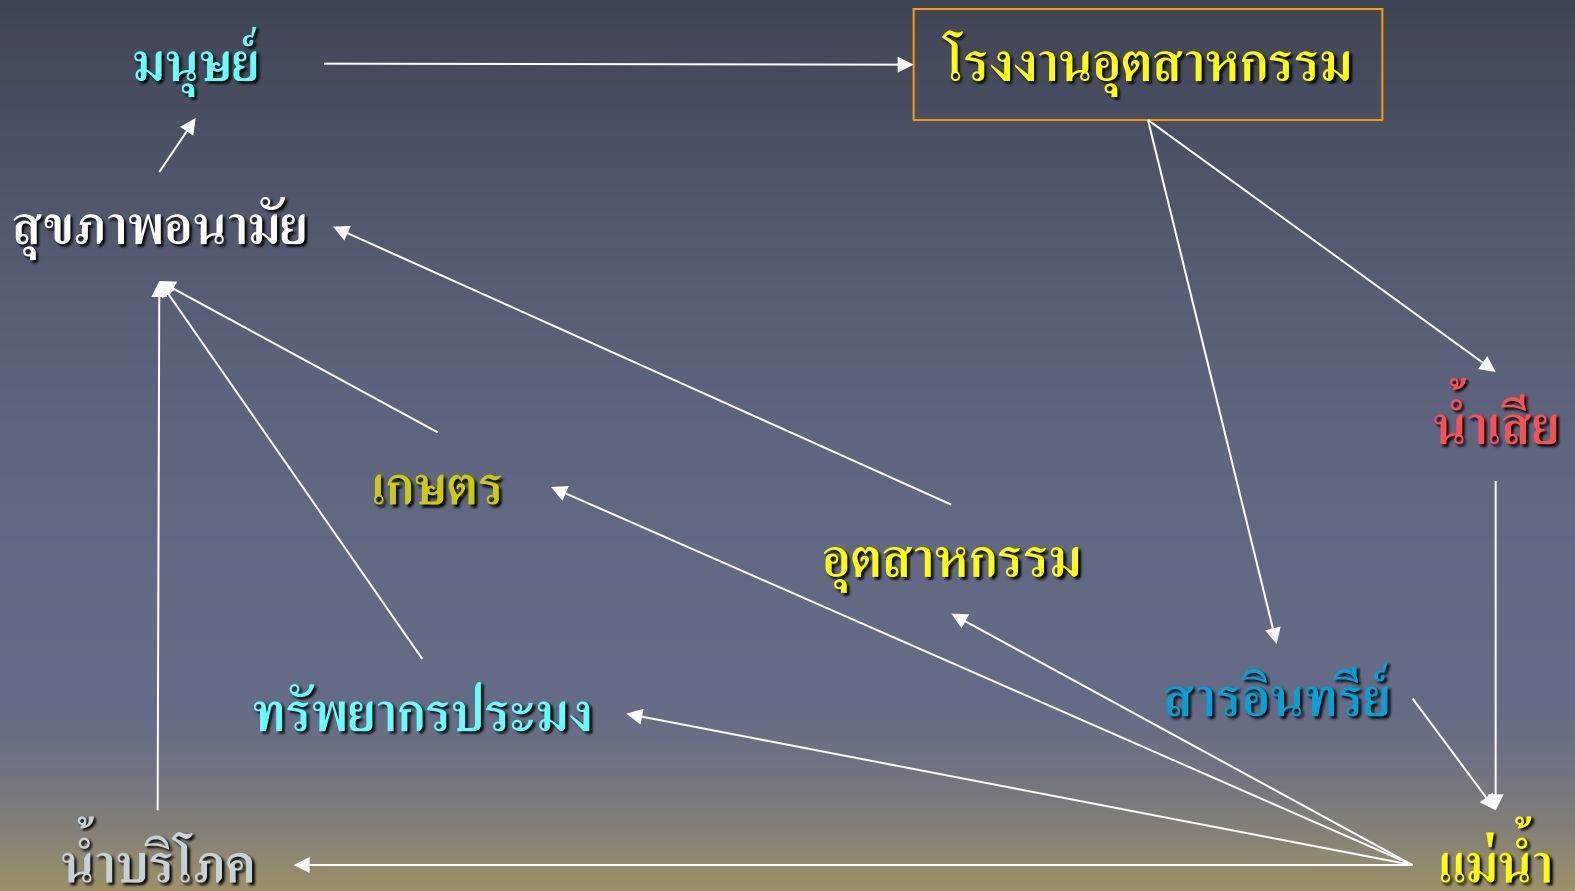 มนุษย์
โรงงานอุตสาหกรรม
สุขภาพอนามัย
น้ำเสีย
เกษตร
อุตสาหกรรม
สารอินทรีย์
ทรัพยากรประมง
น้ำบริโภค
แม่น้ำ